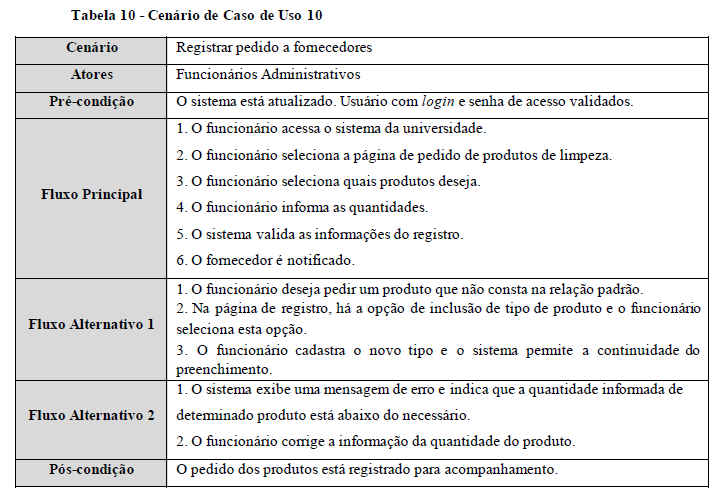 Tabela 10 - Cenário de Caso de Uso 10
Cenário
Registrar pedido a fornecedores
Atores
Funcionários Administrativos
Pré-condição
O sistema está atualizado. Usuário com login e senha de acesso validados.
Fluxo Principal
1. O funcionário acessa o sistema da universidade.
2. O funcionário seleciona a página de pedido de produtos de limpeza.
3. O funcionário seleciona quais produtos deseja.
4. O funcionário informa as quantidades.
5. O sistema valida as informações do registro.
6. O fornecedor é notificado.
Fluxo Alternativo 1
1. O funcionário deseja pedir um produto que não consta na relação padrão.
2. Na página de registro, há a opção de inclusão de tipo de produto e o funcionário
seleciona esta opção.
3. O funcionário cadastra o novo tipo e o sistema permite a continuidade do
preenchimento.
Fluxo Alternativo 2
1. O sistema exibe uma mensagem de erro e indica que a quantidade informada de
determinado produto está abaixo do necessário.
2. O funcionário corrige a informação da quantidade do produto.
Pós-condição
O pedido dos produtos está registrado para acompanhamento.